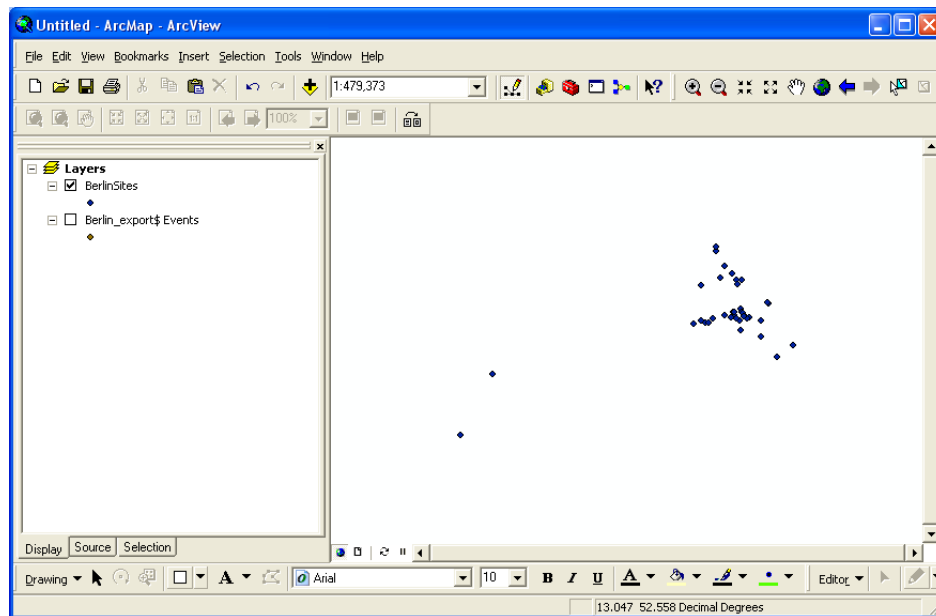 Untitled - ArcMap - ArcView
File Edit View Bookmarks Insert Selection Tools Window Help
1:479,373
100%
Layers
BerlinSites
Berlin_export$ Events
Display Source Selection
Drawing A Arial 10 B I U A Editor
13.047 52.558 Decimal Degrees